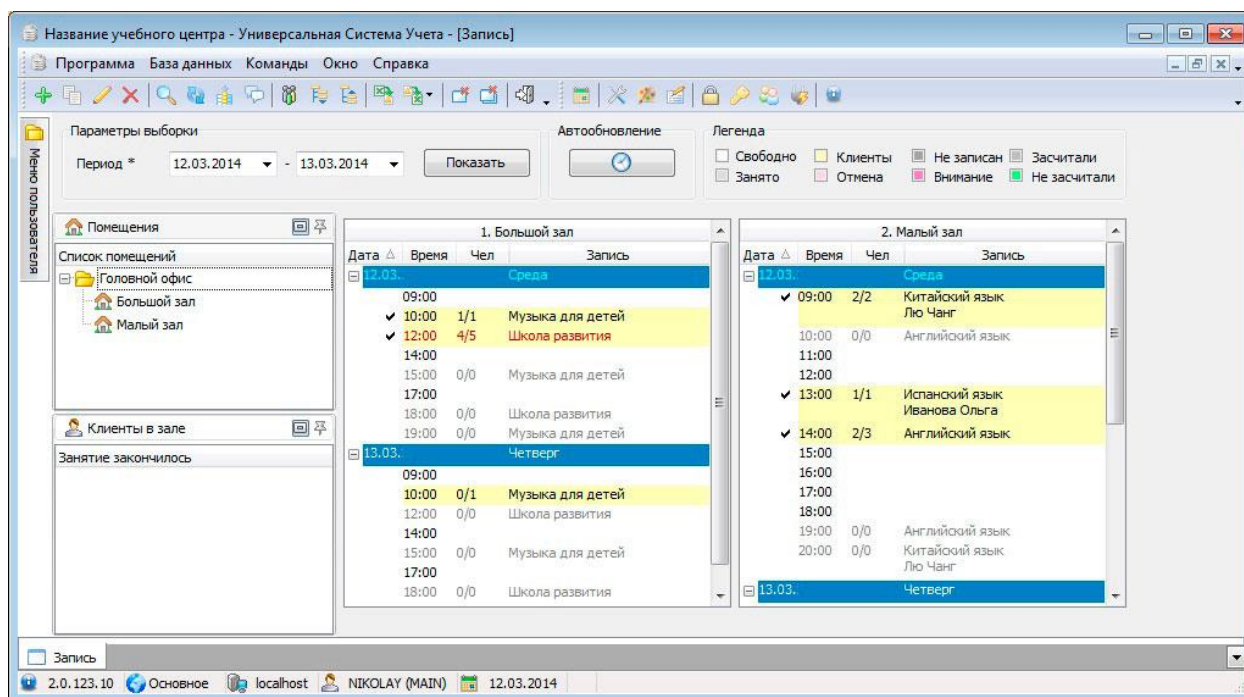 Название учебного центра - Универсальная Система Учета - [Запись]
Программа База данных Команды Окно Справка
Меню пользователя
Параметры выборки
Период * 12.03.2014 - 13.03.2014 Показать
Автообновление
Легенда
Свободно Клиенты Не записан Засчитали
Занято Отмена Внимание Не засчитали
Помещения
Список помещений
Головной офис
Большой зал
Малый зал
Клиенты в зале
Занятие закончилось
1. Большой зал
Дата Время Чел Запись
12.03. Среда
09:00
10:00 1/1 Музыка для детей
12:00 4/5 Школа развития
14:00
15:00 0/0 Музыка для детей
17:00
18:00 0/0 Школа развития
19:00 0/0 Музыка для детей
13.03. Четверг
09:00
10:00 0/1 Музыка для детей
12:00 0/0 Школа развития
14:00
15:00 0/0 Музыка для детей
17:00
18:00 0/0 Школа развития
2. Малый зал
Дата Время Чел Запись
12.03. Среда
09:00 2/2 Китайский язык
Лю Чанг
10:00 0/0 Английский язык
11:00
12:00
13:00 1/1 Испанский язык
Иванова Ольга
14:00 2/3 Английский язык
15:00
16:00
17:00
18:00
19:00 0/0 Английский язык
20:00 0/0 Китайский язык
Лю Чанг
13.03. Четверг
Запись
2.0.123.10 Основное localhost NIKOLAY (MAIN) 12.03.2014